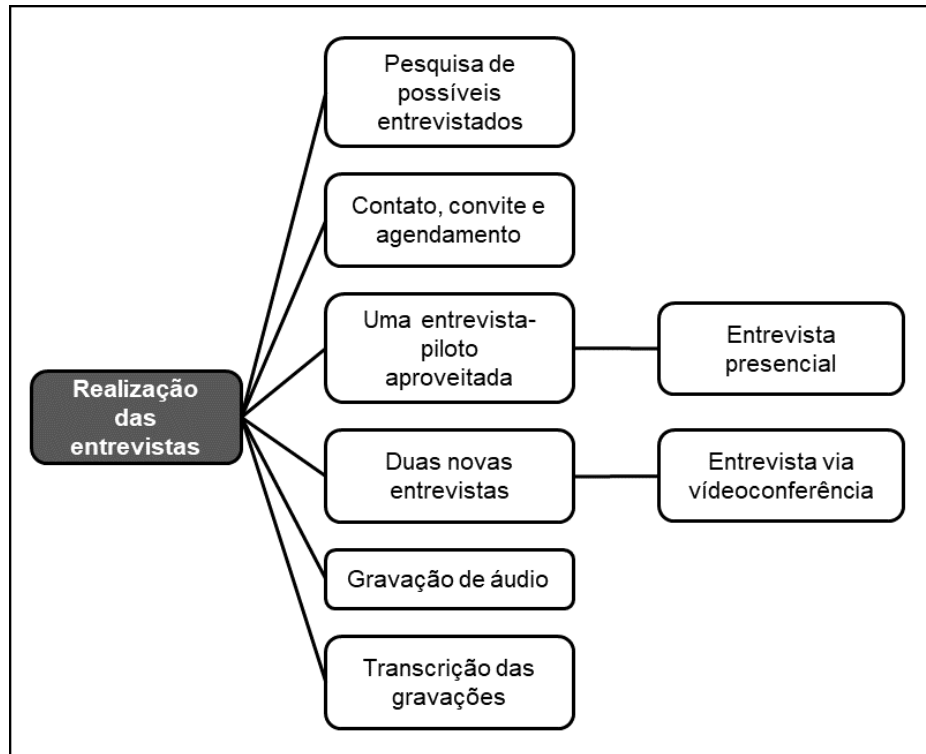 Pesquisa de
possíveis
entrevistados
Contato, convite e
agendamento
Uma entrevista-
piloto
aproveitada
Entrevista
presencial
Realização
das
entrevistas
Duas novas
entrevistas
Entrevista via
vídeoconferência
Gravação de áudio
Transcrição das
gravações